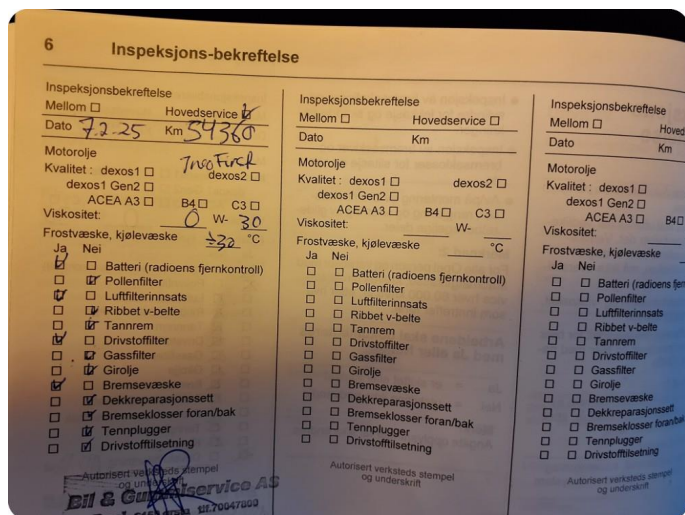 6 Inspeksjons-bekreftelse
Inspeksjonsbekreftelse
Mellom ☐ Hovedservice ☑
Dato 7.2-25 Km 54360
Motorolje
Kvalitet : dexos1 ☐ dexos2 ☐
dexos1 Gen2 ☐
ACEA A3 ☐ B4 ☐ C3 ☐
Viskositet: 0 W- 30
Frostvæske, kjølevæske ÷30 °C
Ja Nei
☑ ☐ Batteri (radioens fjernkontroll)
☐ ☑ Pollenfilter
☑ ☐ Luftfilterinnsats
☐ ☑ Ribbet v-belte
☐ ☑ Tannrem
☑ ☐ Drivstoffilter
☐ ☑ Gassfilter
☐ ☑ Girolje
☑ ☐ Bremsevæske
☐ ☑ Dekkreparasjonssett
☐ ☑ Bremseklosser foran/bak
☐ ☑ Tennplugger
☐ ☑ Drivstofftilsetning
Autorisert verksteds stempel
og underskrift
Bil & AS
tlf.70047800
Inspeksjonsbekreftelse
Mellom ☐ Hovedservice ☐
Dato Km
Motorolje
Kvalitet : dexos1 ☐ dexos2 ☐
dexos1 Gen2 ☐
ACEA A3 ☐ B4 ☐ C3 ☐
Viskositet: W-
Frostvæske, kjølevæske °C
Ja Nei
☐ ☐ Batteri (radioens fjernkontroll)
☐ ☐ Pollenfilter
☐ ☐ Luftfilterinnsats
☐ ☐ Ribbet v-belte
☐ ☐ Tannrem
☐ ☐ Drivstoffilter
☐ ☐ Gassfilter
☐ ☐ Girolje
☐ ☐ Bremsevæske
☐ ☐ Dekkreparasjonssett
☐ ☐ Bremseklosser foran/bak
☐ ☐ Tennplugger
☐ ☐ Drivstofftilsetning
Autorisert verksteds stempel
og underskrift
Inspeksjonsbekreftelse
Mellom ☐ Hoved
Dato Km
Motorolje
Kvalitet : dexos1 ☐
dexos1 Gen2 ☐
ACEA A3 ☐ B4 ☐
Viskositet:
Frostvæske, kjølevæske
Ja Nei
☐ ☐ Batteri (radioens fjern
☐ ☐ Pollenfilter
☐ ☐ Luftfilterinnsats
☐ ☐ Ribbet v-belte
☐ ☐ Tannrem
☐ ☐ Drivstoffilter
☐ ☐ Gassfilter
☐ ☐ Girolje
☐ ☐ Bremsevæske
☐ ☐ Dekkreparasjonssett
☐ ☐ Bremseklosser foran/bak
☐ ☐ Tennplugger
☐ ☐ Drivstofftilsetning
Autorisert verksteds stempel
og underskrift